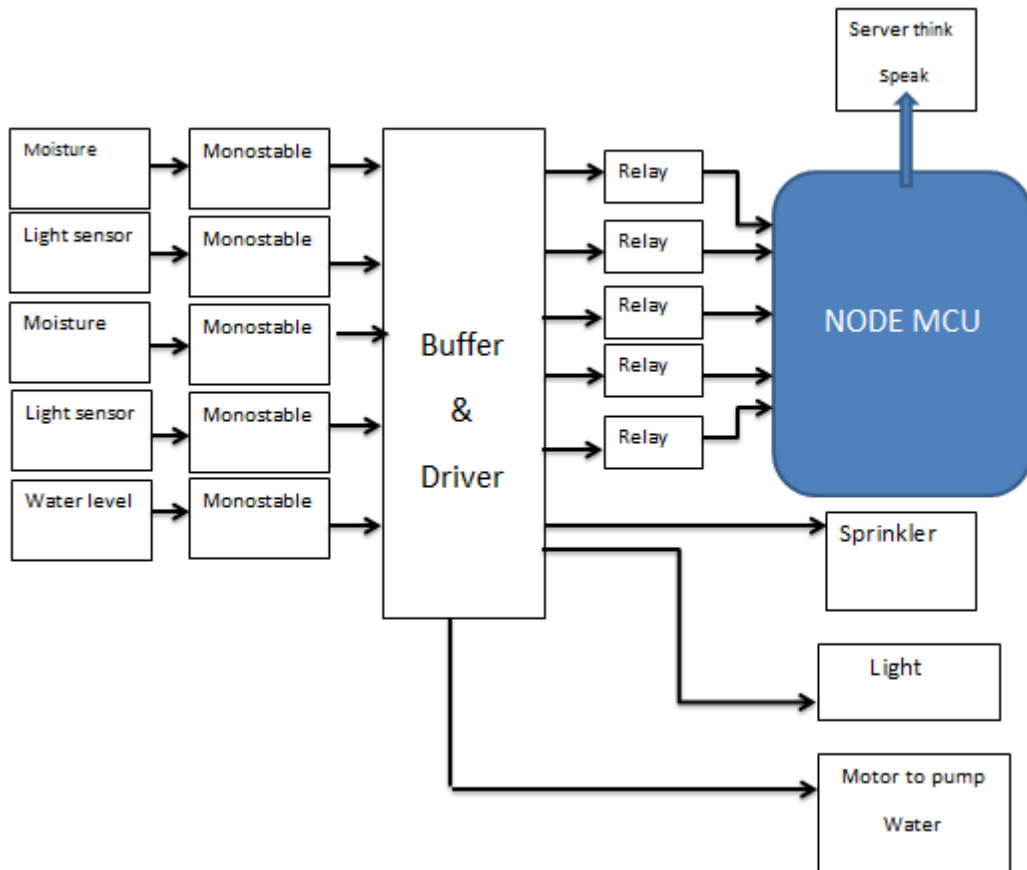 Server think
Speak
Moisture
Monostable
Relay
Light sensor
Monostable
Relay
Moisture
Monostable
Relay
Light sensor
Monostable
Relay
Water level
Monostable
Relay
Buffer
&
Driver
NODE MCU
Sprinkler
Light
Motor to pump
Water